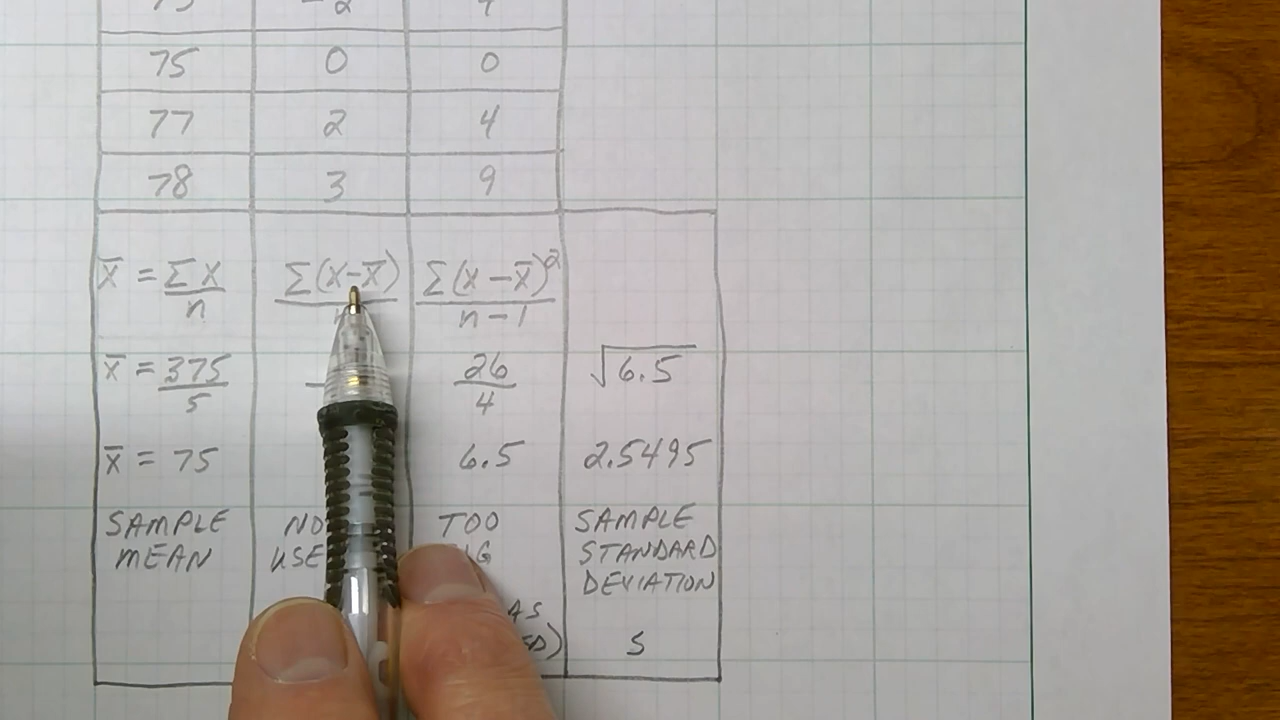 75 0 0
77 2 4
78 3 9
x̄ = Σx/n Σ(x-x̄) Σ(x-x̄)²/n-1
x̄ = 375/5 26/4 √6.5
x̄ = 75 6.5 2.5495
SAMPLE TOO SAMPLE
MEAN STANDARD
DEVIATION
AS
S